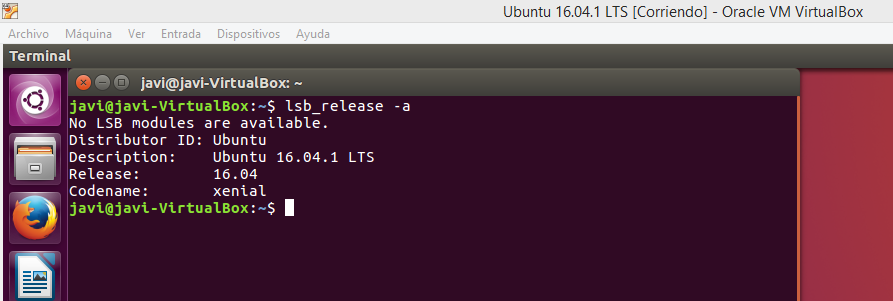 Ubuntu 16.04.1 LTS [Corriendo] - Oracle VM VirtualBox
Archivo Máquina Ver Entrada Dispositivos Ayuda
Terminal
javi@javi-VirtualBox: ~
javi@javi-VirtualBox:~$ lsb_release -a
No LSB modules are available.
Distributor ID: Ubuntu
Description:    Ubuntu 16.04.1 LTS
Release:        16.04
Codename:       xenial
javi@javi-VirtualBox:~$